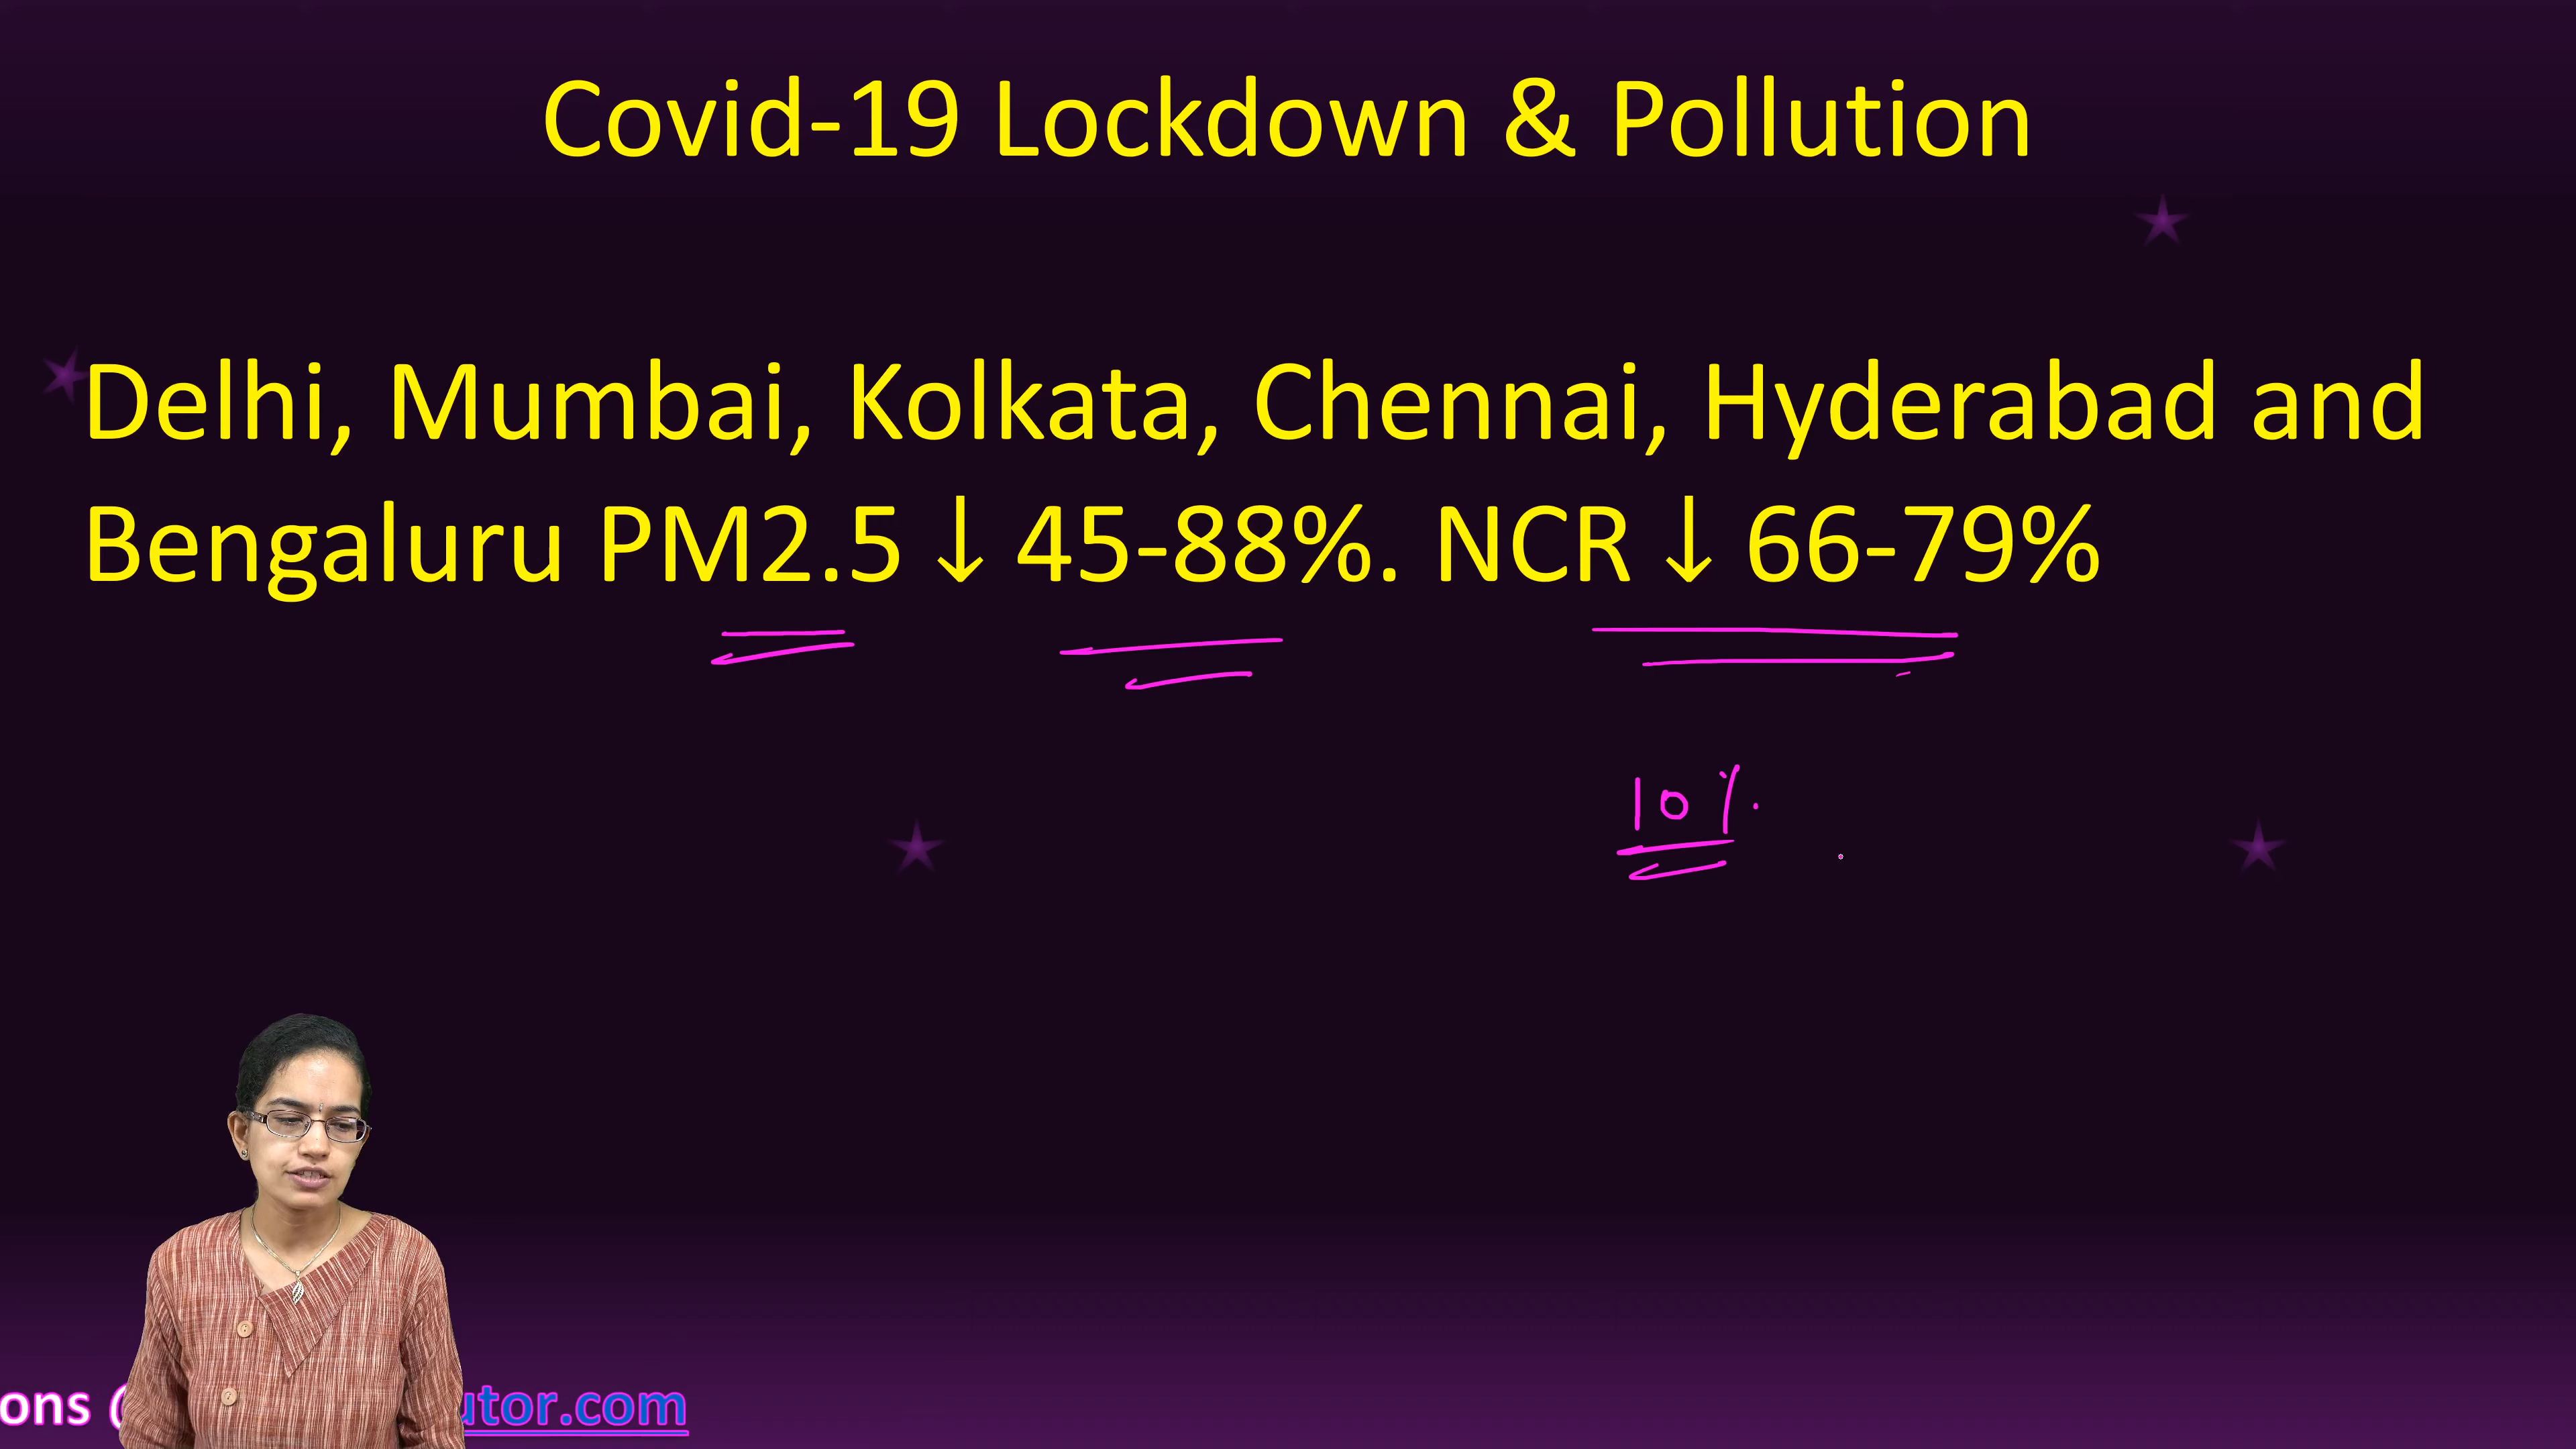 Covid-19 Lockdown & Pollution
Delhi, Mumbai, Kolkata, Chennai, Hyderabad and
Bengaluru PM2.5 ↓ 45-88%. NCR ↓ 66-79%
10 %
ons @ utor.com